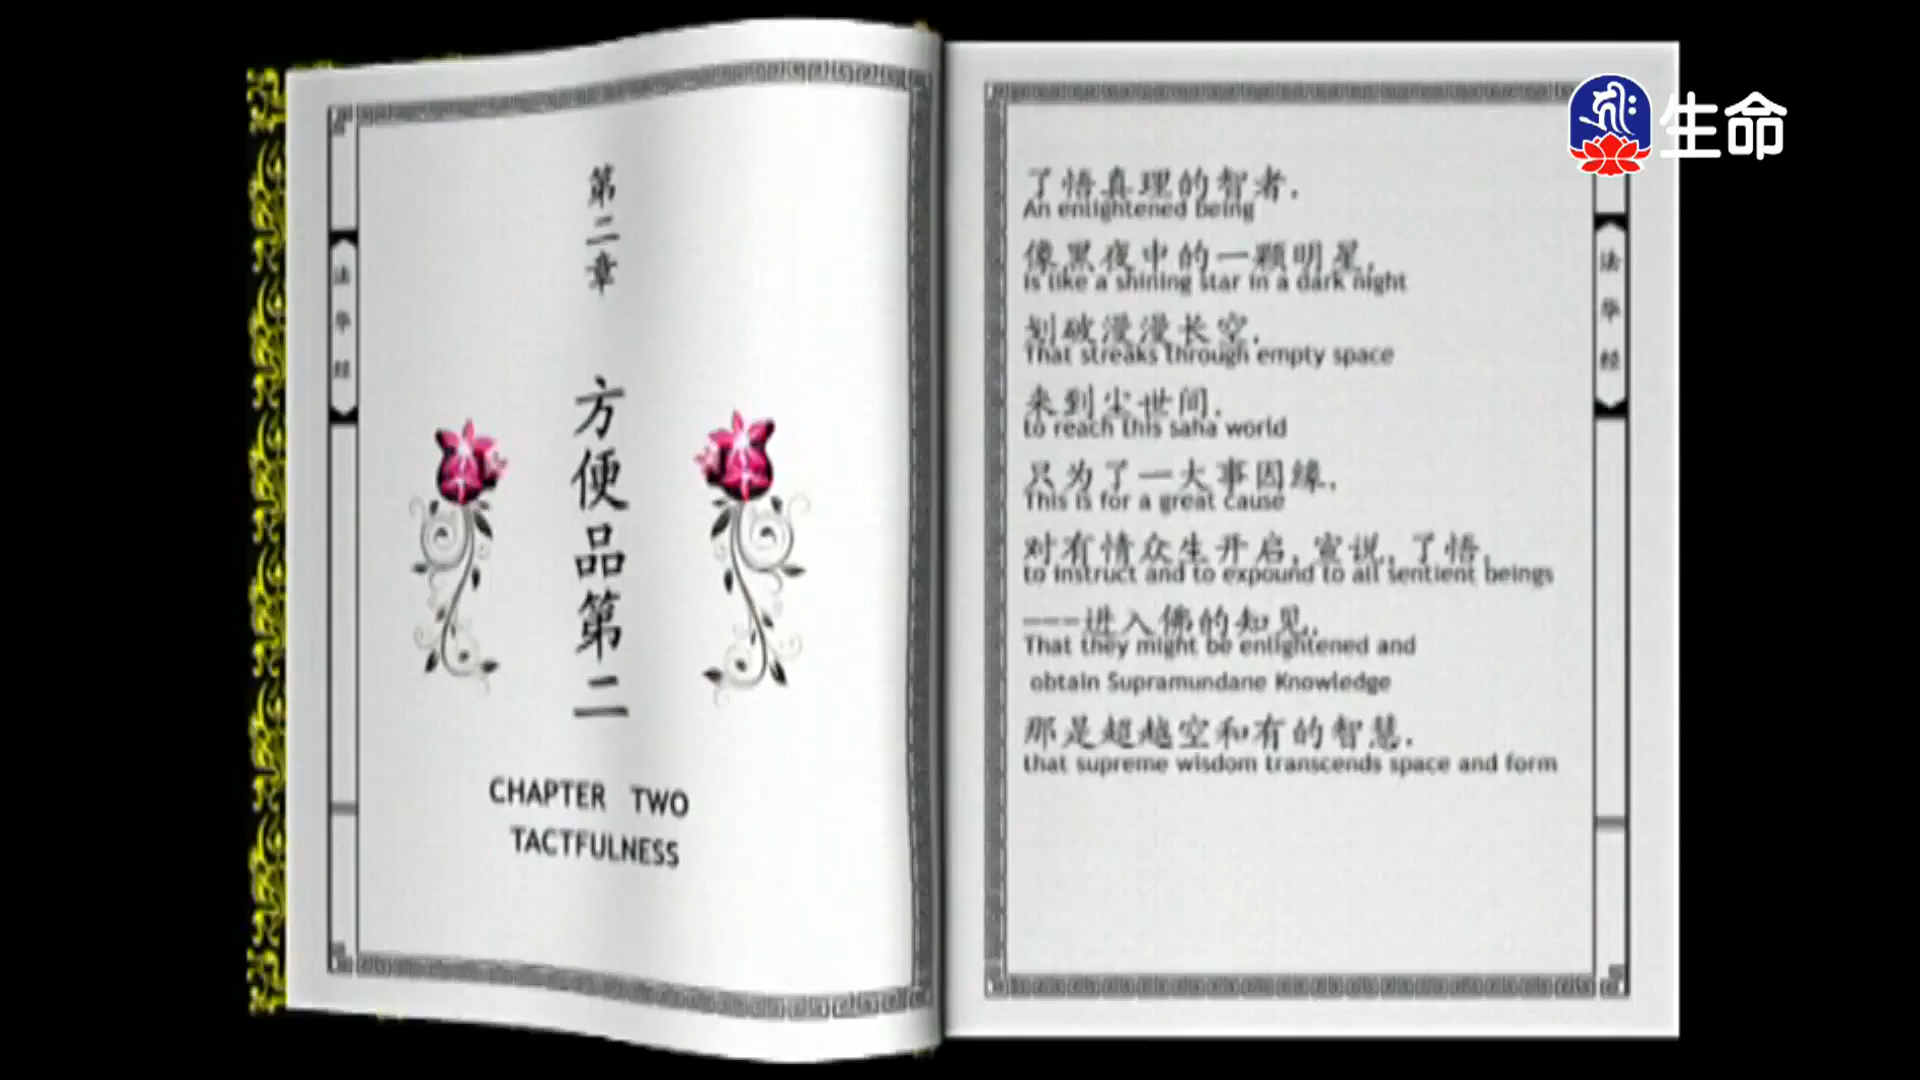 生命
法华经
第二章
方便品第二
CHAPTER TWO
TACTFULNESS
了悟真理的智者.
An enlightened being
像黑夜中的一颗明星.
is like a shining star in a dark night
划破漫漫长空.
That streaks through empty space
来到尘世间.
to reach this saha world
只为了一大事因缘.
This is for a great cause
对有情众生开启,宣说,了悟.
to instruct and to expound to all sentient beings
---进入佛的知见.
That they might be enlightened and
obtain Supramundane Knowledge
那是超越空和有的智慧.
that supreme wisdom transcends space and form
法华经